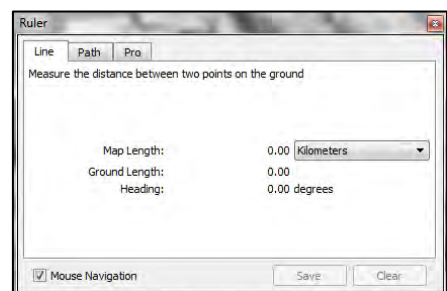 Ruler
Line Path Pro
Measure the distance between two points on the ground
Map Length: 0.00 Kilometers
Ground Length: 0.00
Heading: 0.00 degrees
Mouse Navigation Save Clear